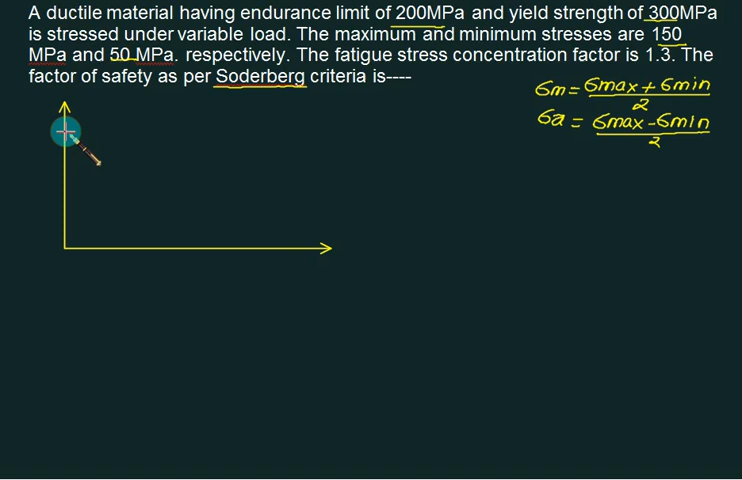 A ductile material having endurance limit of 200MPa and yield strength of 300MPa
is stressed under variable load. The maximum and minimum stresses are 150
MPa and 50 MPa. respectively. The fatigue stress concentration factor is 1.3. The
factor of safety as per Soderberg criteria is----
σm = σmax + σmin
2
σa = σmax - σmin
2